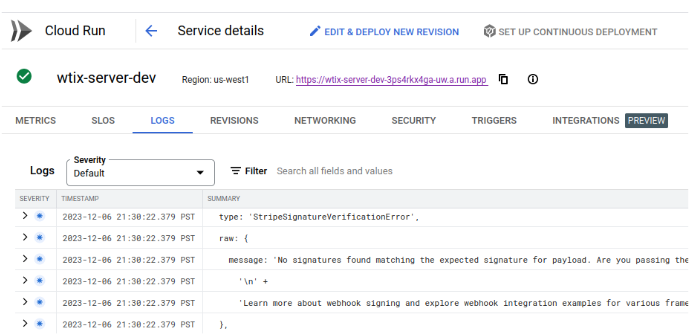 Cloud Run Service details EDIT & DEPLOY NEW REVISION SET UP CONTINUOUS DEPLOYMENT
wtix-server-dev Region: us-west1 URL: https://wtix-server-dev-3ps4rkx4ga-uw.a.run.app
METRICS SLOS LOGS REVISIONS NETWORKING SECURITY TRIGGERS INTEGRATIONS PREVIEW
Logs Severity Default Filter Search all fields and values
SEVERITY TIMESTAMP SUMMARY
2023-12-06 21:30:22.379 PST type: 'StripeSignatureVerificationError',
2023-12-06 21:30:22.379 PST raw: {
2023-12-06 21:30:22.379 PST message: 'No signatures found matching the expected signature for payload. Are you passing the
2023-12-06 21:30:22.379 PST '\n' +
2023-12-06 21:30:22.379 PST 'Learn more about webhook signing and explore webhook integration examples for various frame
2023-12-06 21:30:22.379 PST },